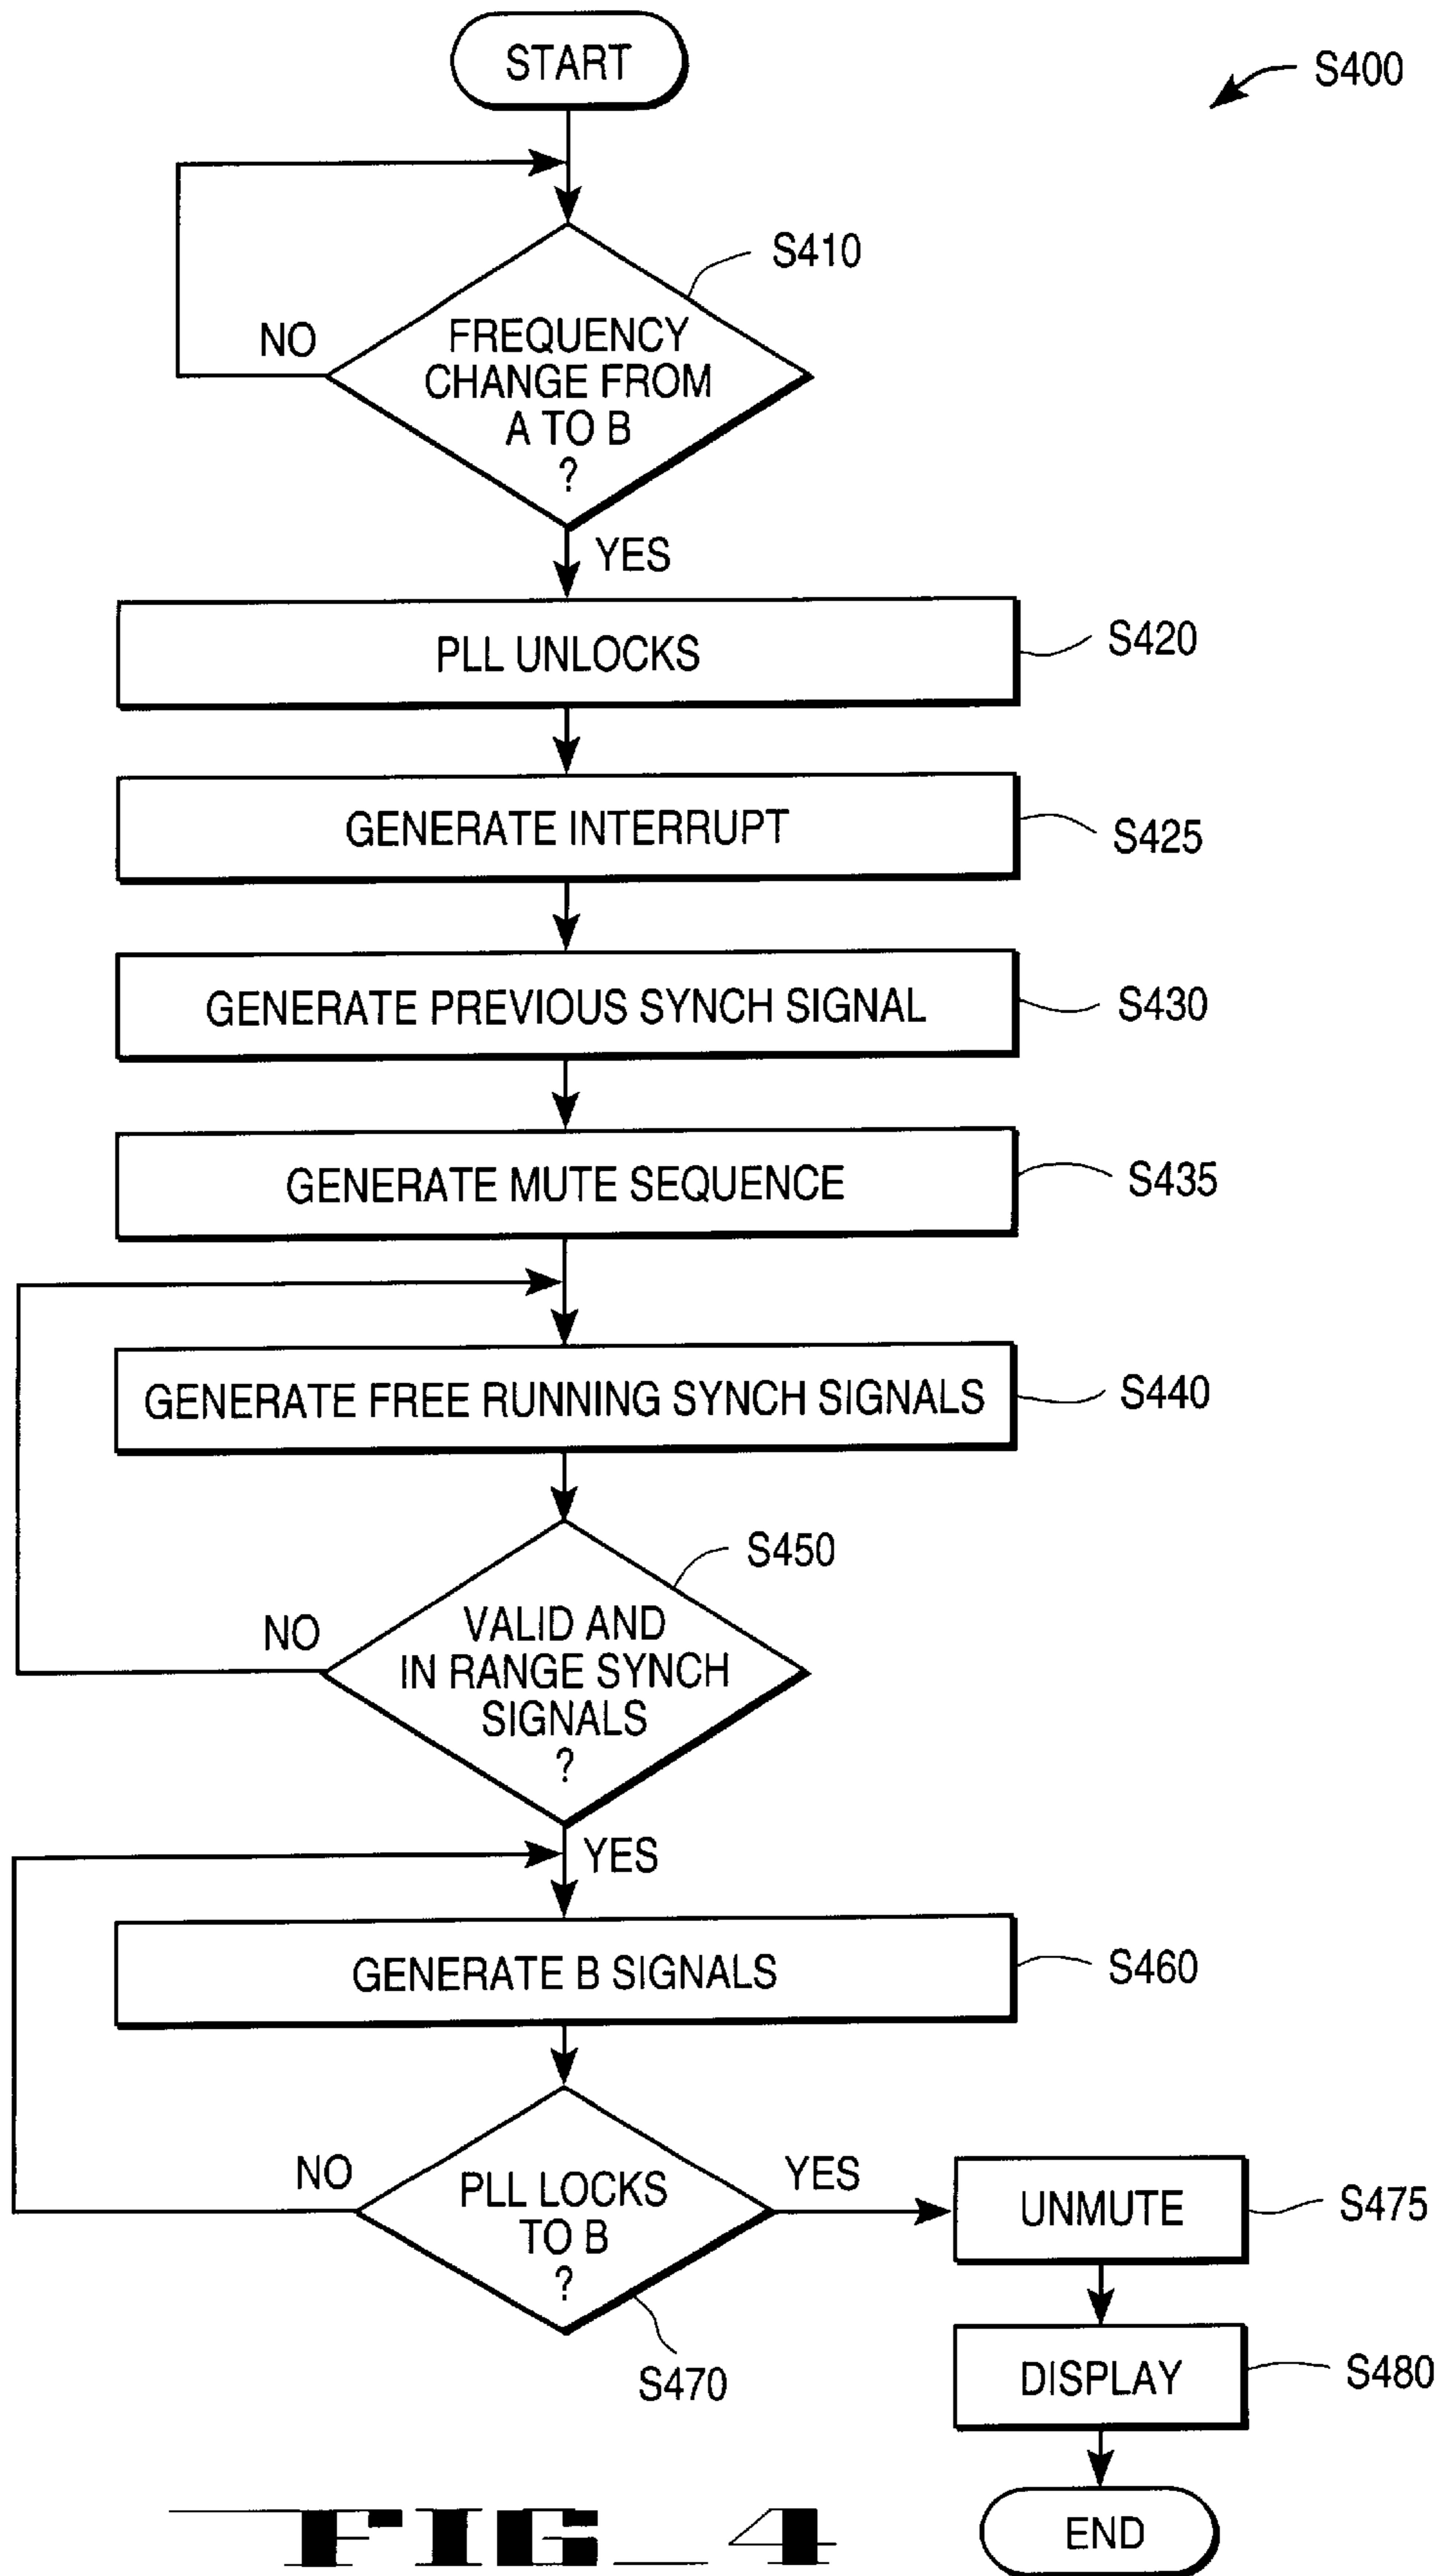 START
S400
S410
NO
FREQUENCY
CHANGE FROM
A TO B
?
YES
PLL UNLOCKS
S420
GENERATE INTERRUPT
S425
GENERATE PREVIOUS SYNCH SIGNAL
S430
GENERATE MUTE SEQUENCE
S435
GENERATE FREE RUNNING SYNCH SIGNALS
S440
S450
NO
VALID AND
IN RANGE SYNCH
SIGNALS
?
YES
GENERATE B SIGNALS
S460
NO
PLL LOCKS
TO B
?
YES
S470
UNMUTE
S475
DISPLAY
S480
END
FIG_4